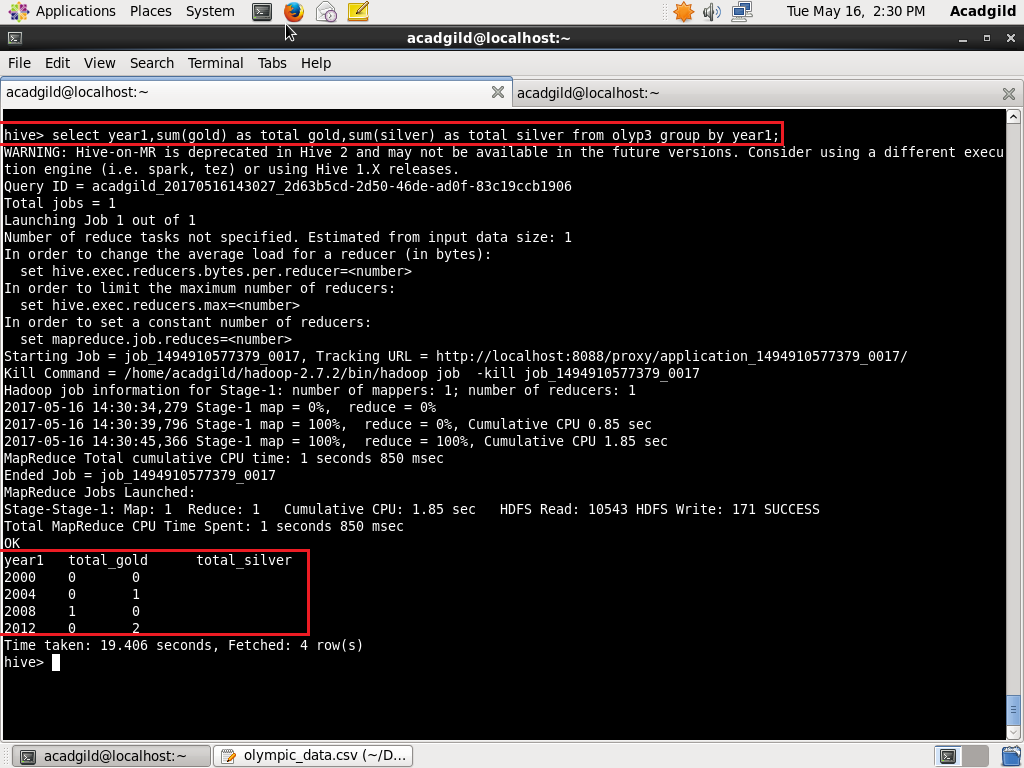 Applications Places System Tue May 16, 2:30 PM Acadgild
acadgild@localhost:~
File Edit View Search Terminal Tabs Help
acadgild@localhost:~ acadgild@localhost:~
hive> select year1,sum(gold) as total_gold,sum(silver) as total_silver from olyp3 group by year1;
WARNING: Hive-on-MR is deprecated in Hive 2 and may not be available in the future versions. Consider using a different execu
tion engine (i.e. spark, tez) or using Hive 1.X releases.
Query ID = acadgild_20170516143027_2d63b5cd-2d50-46de-ad0f-83c19ccb1906
Total jobs = 1
Launching Job 1 out of 1
Number of reduce tasks not specified. Estimated from input data size: 1
In order to change the average load for a reducer (in bytes):
  set hive.exec.reducers.bytes.per.reducer=<number>
In order to limit the maximum number of reducers:
  set hive.exec.reducers.max=<number>
In order to set a constant number of reducers:
  set mapreduce.job.reduces=<number>
Starting Job = job_1494910577379_0017, Tracking URL = http://localhost:8088/proxy/application_1494910577379_0017/
Kill Command = /home/acadgild/hadoop-2.7.2/bin/hadoop job  -kill job_1494910577379_0017
Hadoop job information for Stage-1: number of mappers: 1; number of reducers: 1
2017-05-16 14:30:34,279 Stage-1 map = 0%,  reduce = 0%
2017-05-16 14:30:39,796 Stage-1 map = 100%,  reduce = 0%, Cumulative CPU 0.85 sec
2017-05-16 14:30:45,366 Stage-1 map = 100%,  reduce = 100%, Cumulative CPU 1.85 sec
MapReduce Total cumulative CPU time: 1 seconds 850 msec
Ended Job = job_1494910577379_0017
MapReduce Jobs Launched:
Stage-Stage-1: Map: 1  Reduce: 1   Cumulative CPU: 1.85 sec   HDFS Read: 10543 HDFS Write: 171 SUCCESS
Total MapReduce CPU Time Spent: 1 seconds 850 msec
OK
year1   total_gold      total_silver
2000    0       0
2004    0       1
2008    1       0
2012    0       2
Time taken: 19.406 seconds, Fetched: 4 row(s)
hive>
acadgild@localhost:~ olympic_data.csv (~/D...